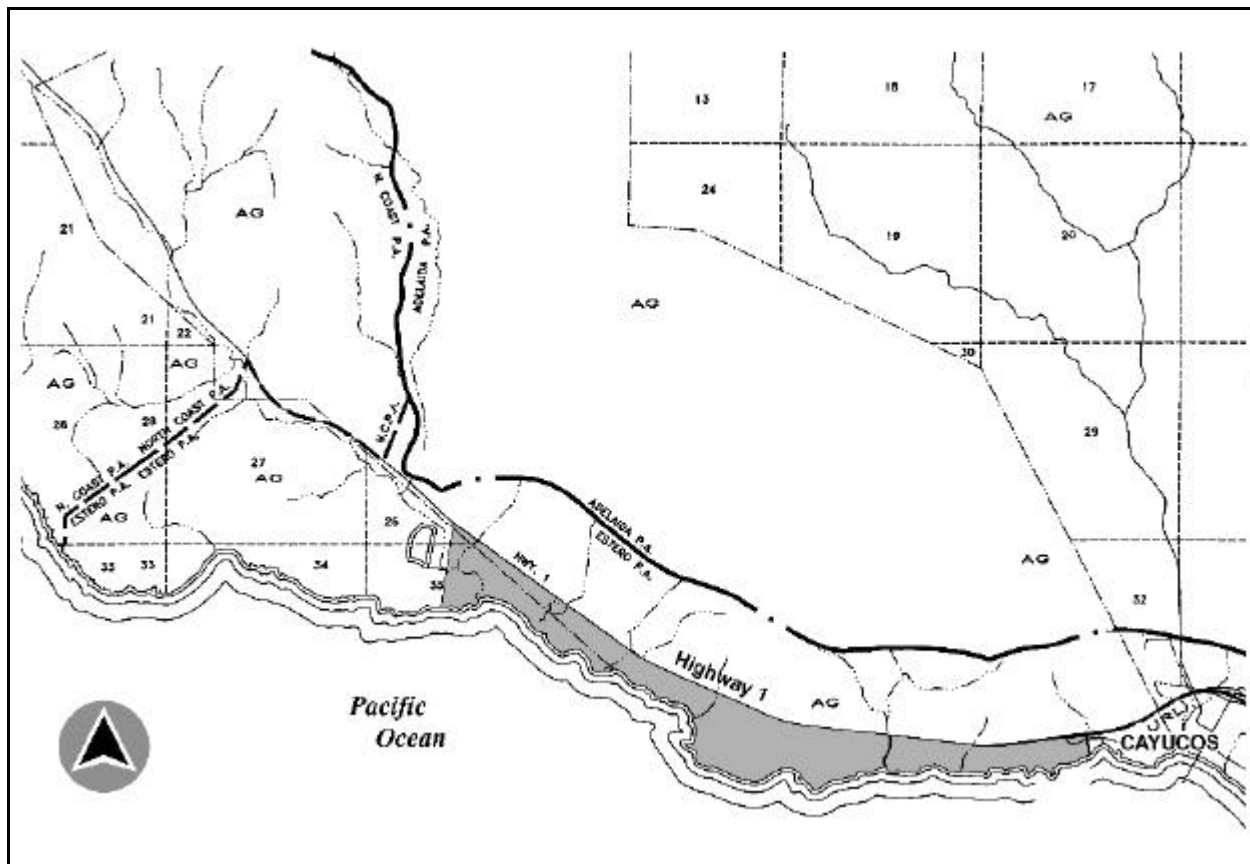 13
18
17
AG
24
N. COAST P.A.
ADELAIDA P.A.
21
AG
19
20
AG
21
22
30
AG
AG
N.C.P.A.
28
28
N. COAST P.A. NORTH COAST P.A.
ESTERO P.A. ESTERO P.A.
29
27
AG
AG
26
ADELAIDA P.A.
ESTERO P.A.
AG
HWY. 1
33
33
34
35
32
Highway 1
AG
Pacific
Ocean
URL
CAYUCOS